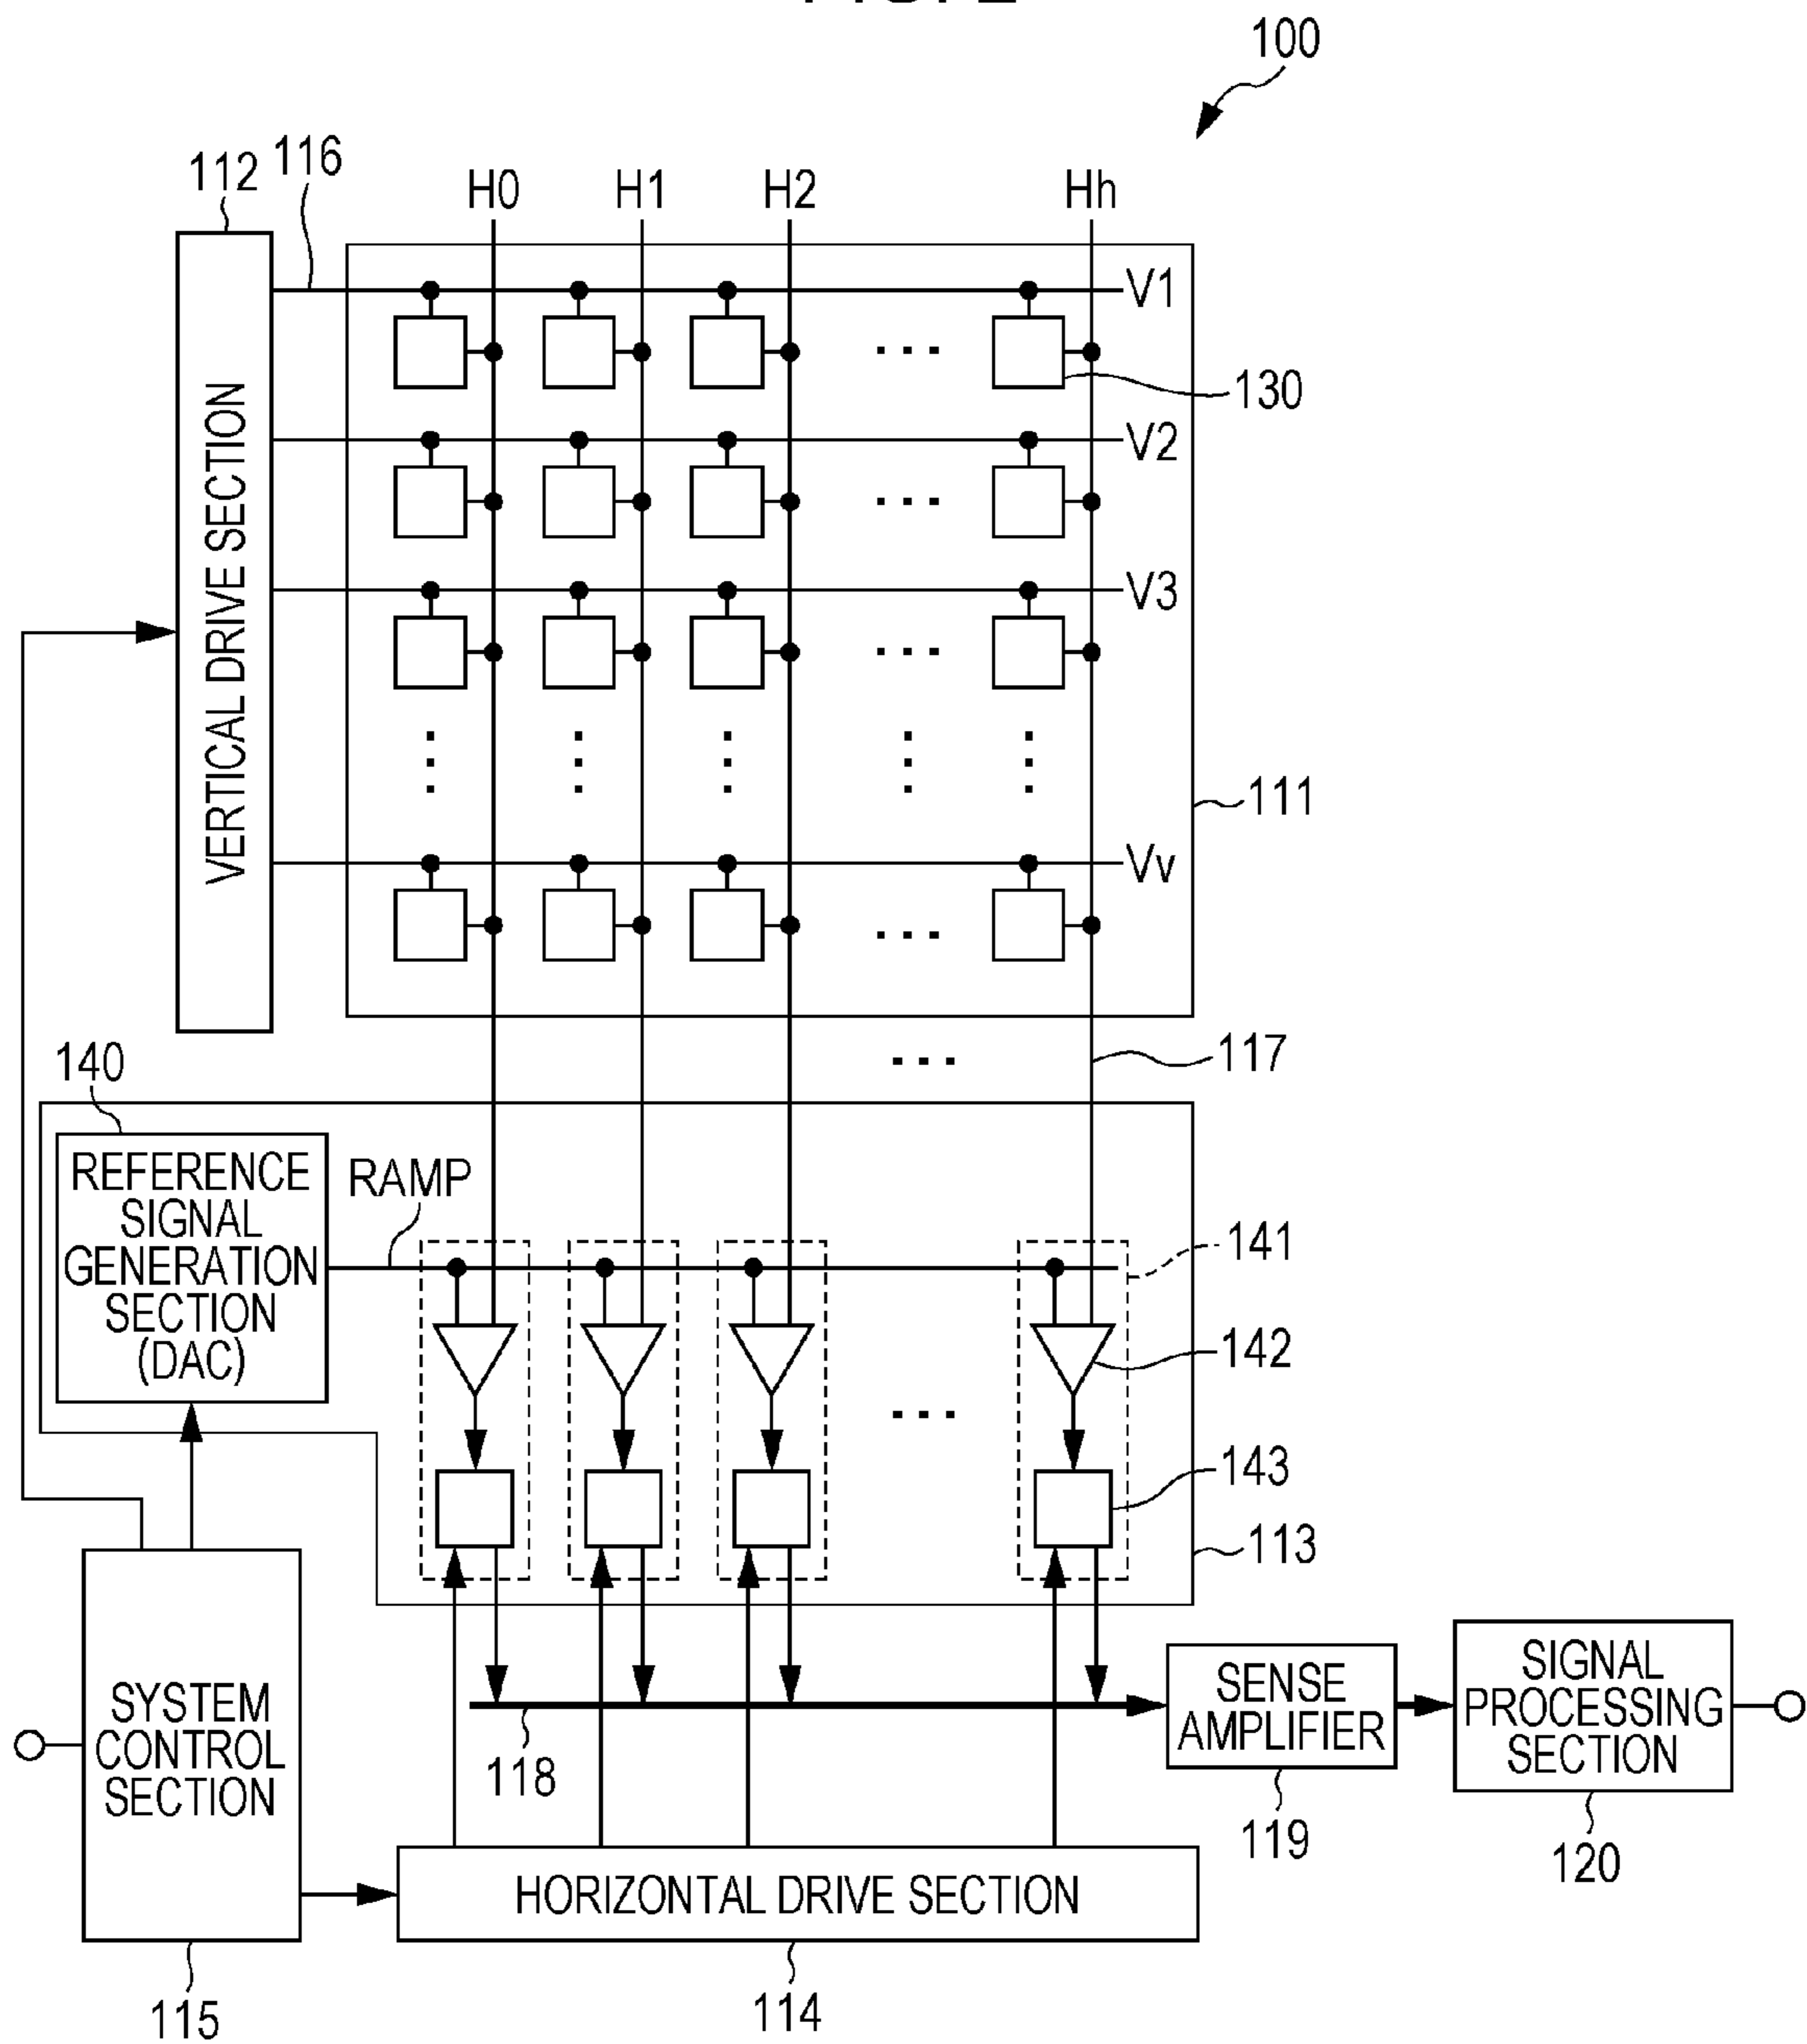 100
112
116
H0
H1
H2
Hh
V1
130
V2
V3
VERTICAL DRIVE SECTION
111
Vv
117
140
REFERENCE
SIGNAL
GENERATION
SECTION
(DAC)
RAMP
141
142
143
113
SYSTEM
CONTROL
SECTION
118
SENSE
AMPLIFIER
SIGNAL
PROCESSING
SECTION
119
120
HORIZONTAL DRIVE SECTION
115
114